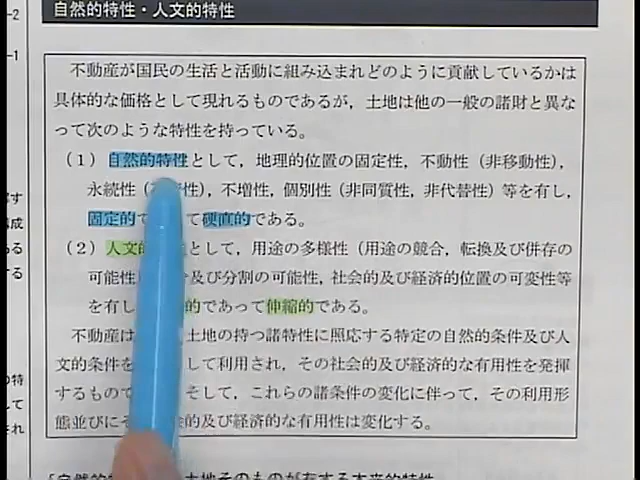 -2
自然的特性・人文的特性
-1
不動産が国民の生活と活動に組み込まれどのように貢献しているかは
具体的な価格として現れるものであるが，土地は他の一般の諸財と異な
って次のような特性を持っている。
（1）自然的特性として，地理的位置の固定性，不動性（非移動性），
永続性（ 性），不増性，個別性（非同質性，非代替性）等を有し，
固定的で て硬直的である。
（2）人文的 として，用途の多様性（用途の競合，転換及び併存の
可能性 及び分割の可能性，社会的及び経済的位置の可変性等
を有し 的であって伸縮的である。
不動産は 土地の持つ諸特性に照応する特定の自然的条件及び人
文的条件を して利用され，その社会的及び経済的な有用性を発揮
するもので そして，これらの諸条件の変化に伴って，その利用形
態並びにそ 的及び経済的な有用性は変化する。